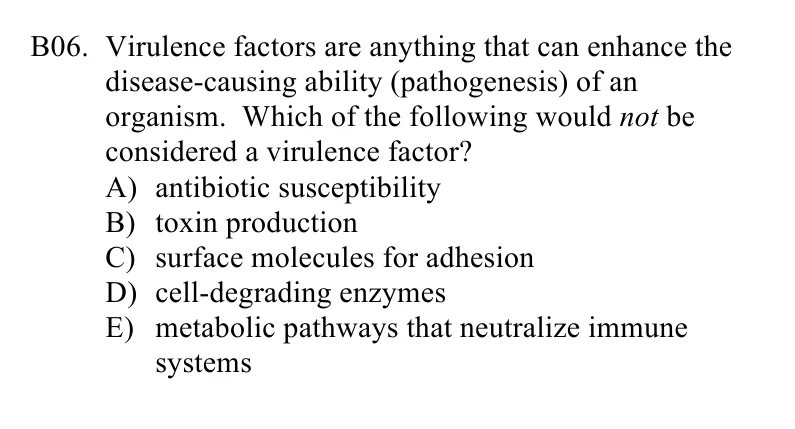 B06. Virulence factors are anything that can enhance the
disease-causing ability (pathogenesis) of an
organism. Which of the following would not be
considered a virulence factor?
A) antibiotic susceptibility
B) toxin production
C) surface molecules for adhesion
D) cell-degrading enzymes
E) metabolic pathways that neutralize immune
systems